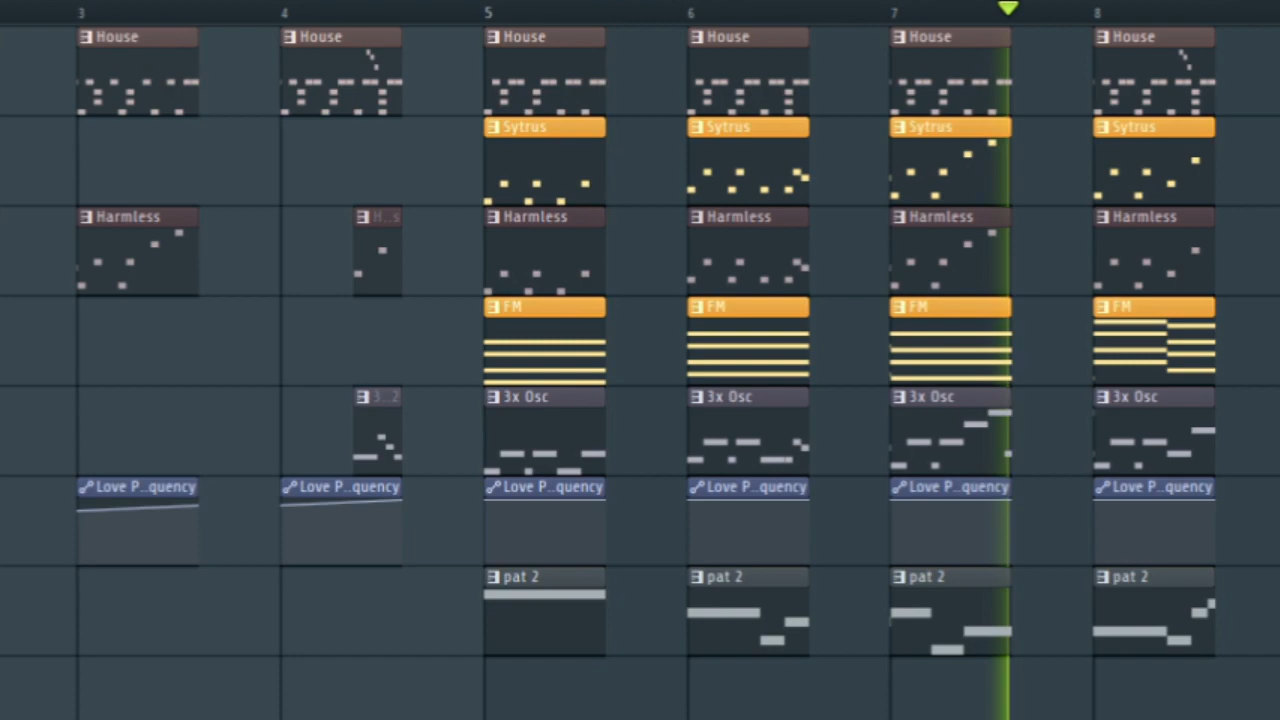 3 4 5 6 7 8
House House House House House House
Sytrus Sytrus Sytrus Sytrus
Harmless H..s Harmless Harmless Harmless Harmless
FM FM FM FM
3..2 3x Osc 3x Osc 3x Osc 3x Osc
Love P..quency Love P..quency Love P..quency Love P..quency Love P..quency Love P..quency
pat 2 pat 2 pat 2 pat 2